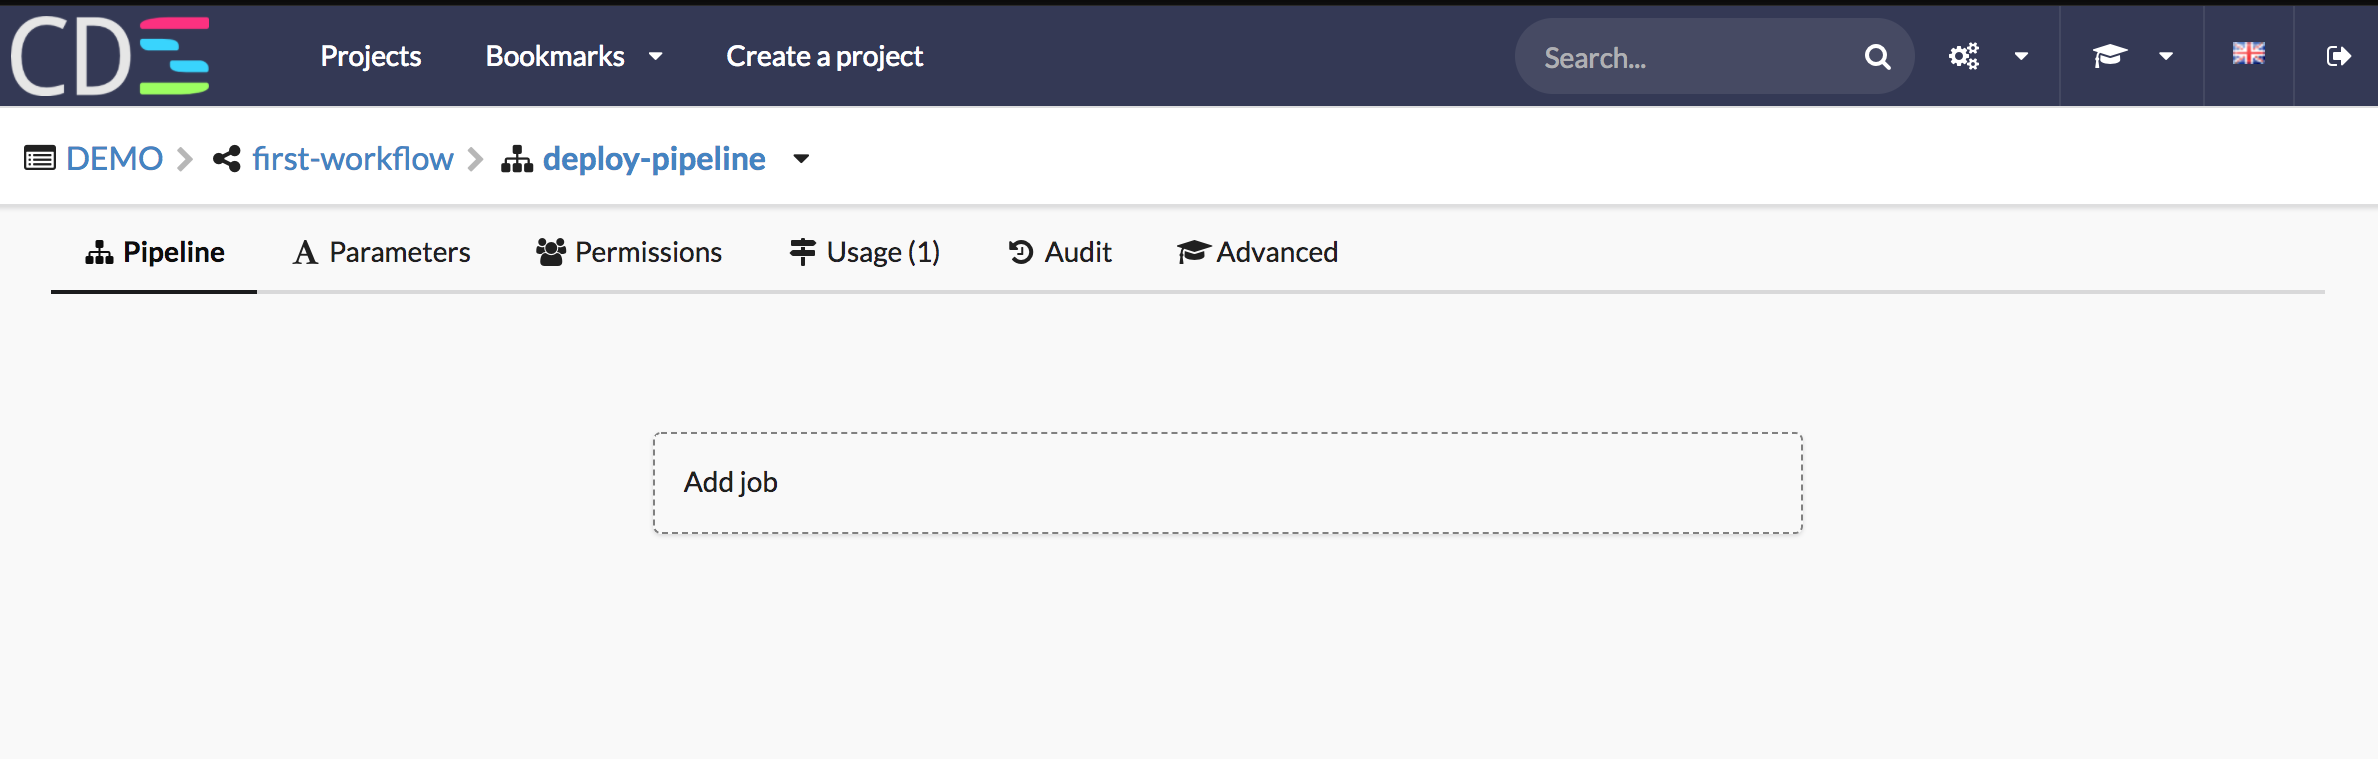 CDS Projects Bookmarks Create a project Search...
DEMO first-workflow deploy-pipeline
Pipeline Parameters Permissions Usage (1) Audit Advanced
Add job